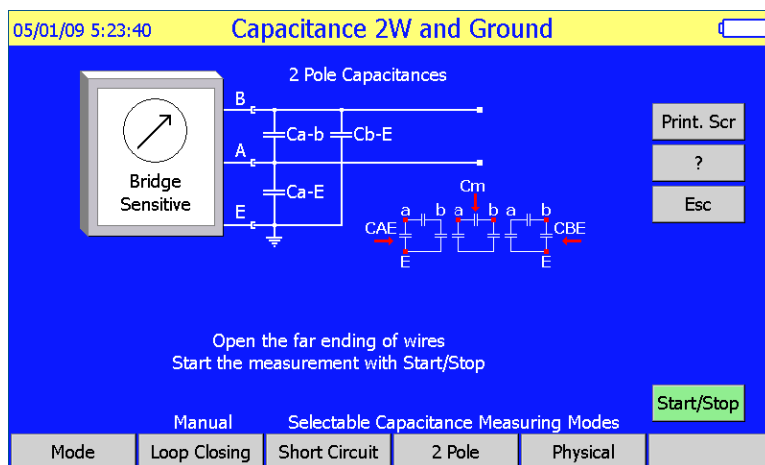 05/01/09 5:23:40 Capacitance 2W and Ground
2 Pole Capacitances
B
Ca-b Cb-E
A
Bridge
Sensitive
Ca-E
E
Cm
a b a b a b
CAE CBE
E E
Print. Scr
?
Esc
Open the far ending of wires
Start the measurement with Start/Stop
Start/Stop
Manual Selectable Capacitance Measuring Modes
Mode Loop Closing Short Circuit 2 Pole Physical